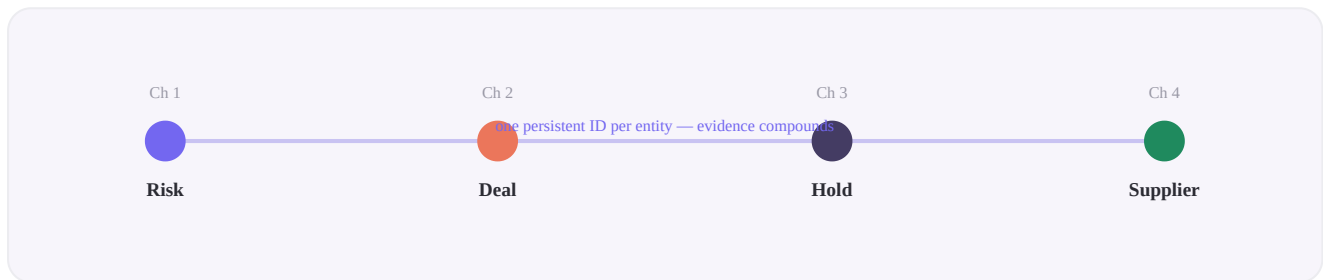 Ch 1
Ch 2
Ch 3
Ch 4
one persistent ID per entity — evidence compounds
Risk
Deal
Hold
Supplier